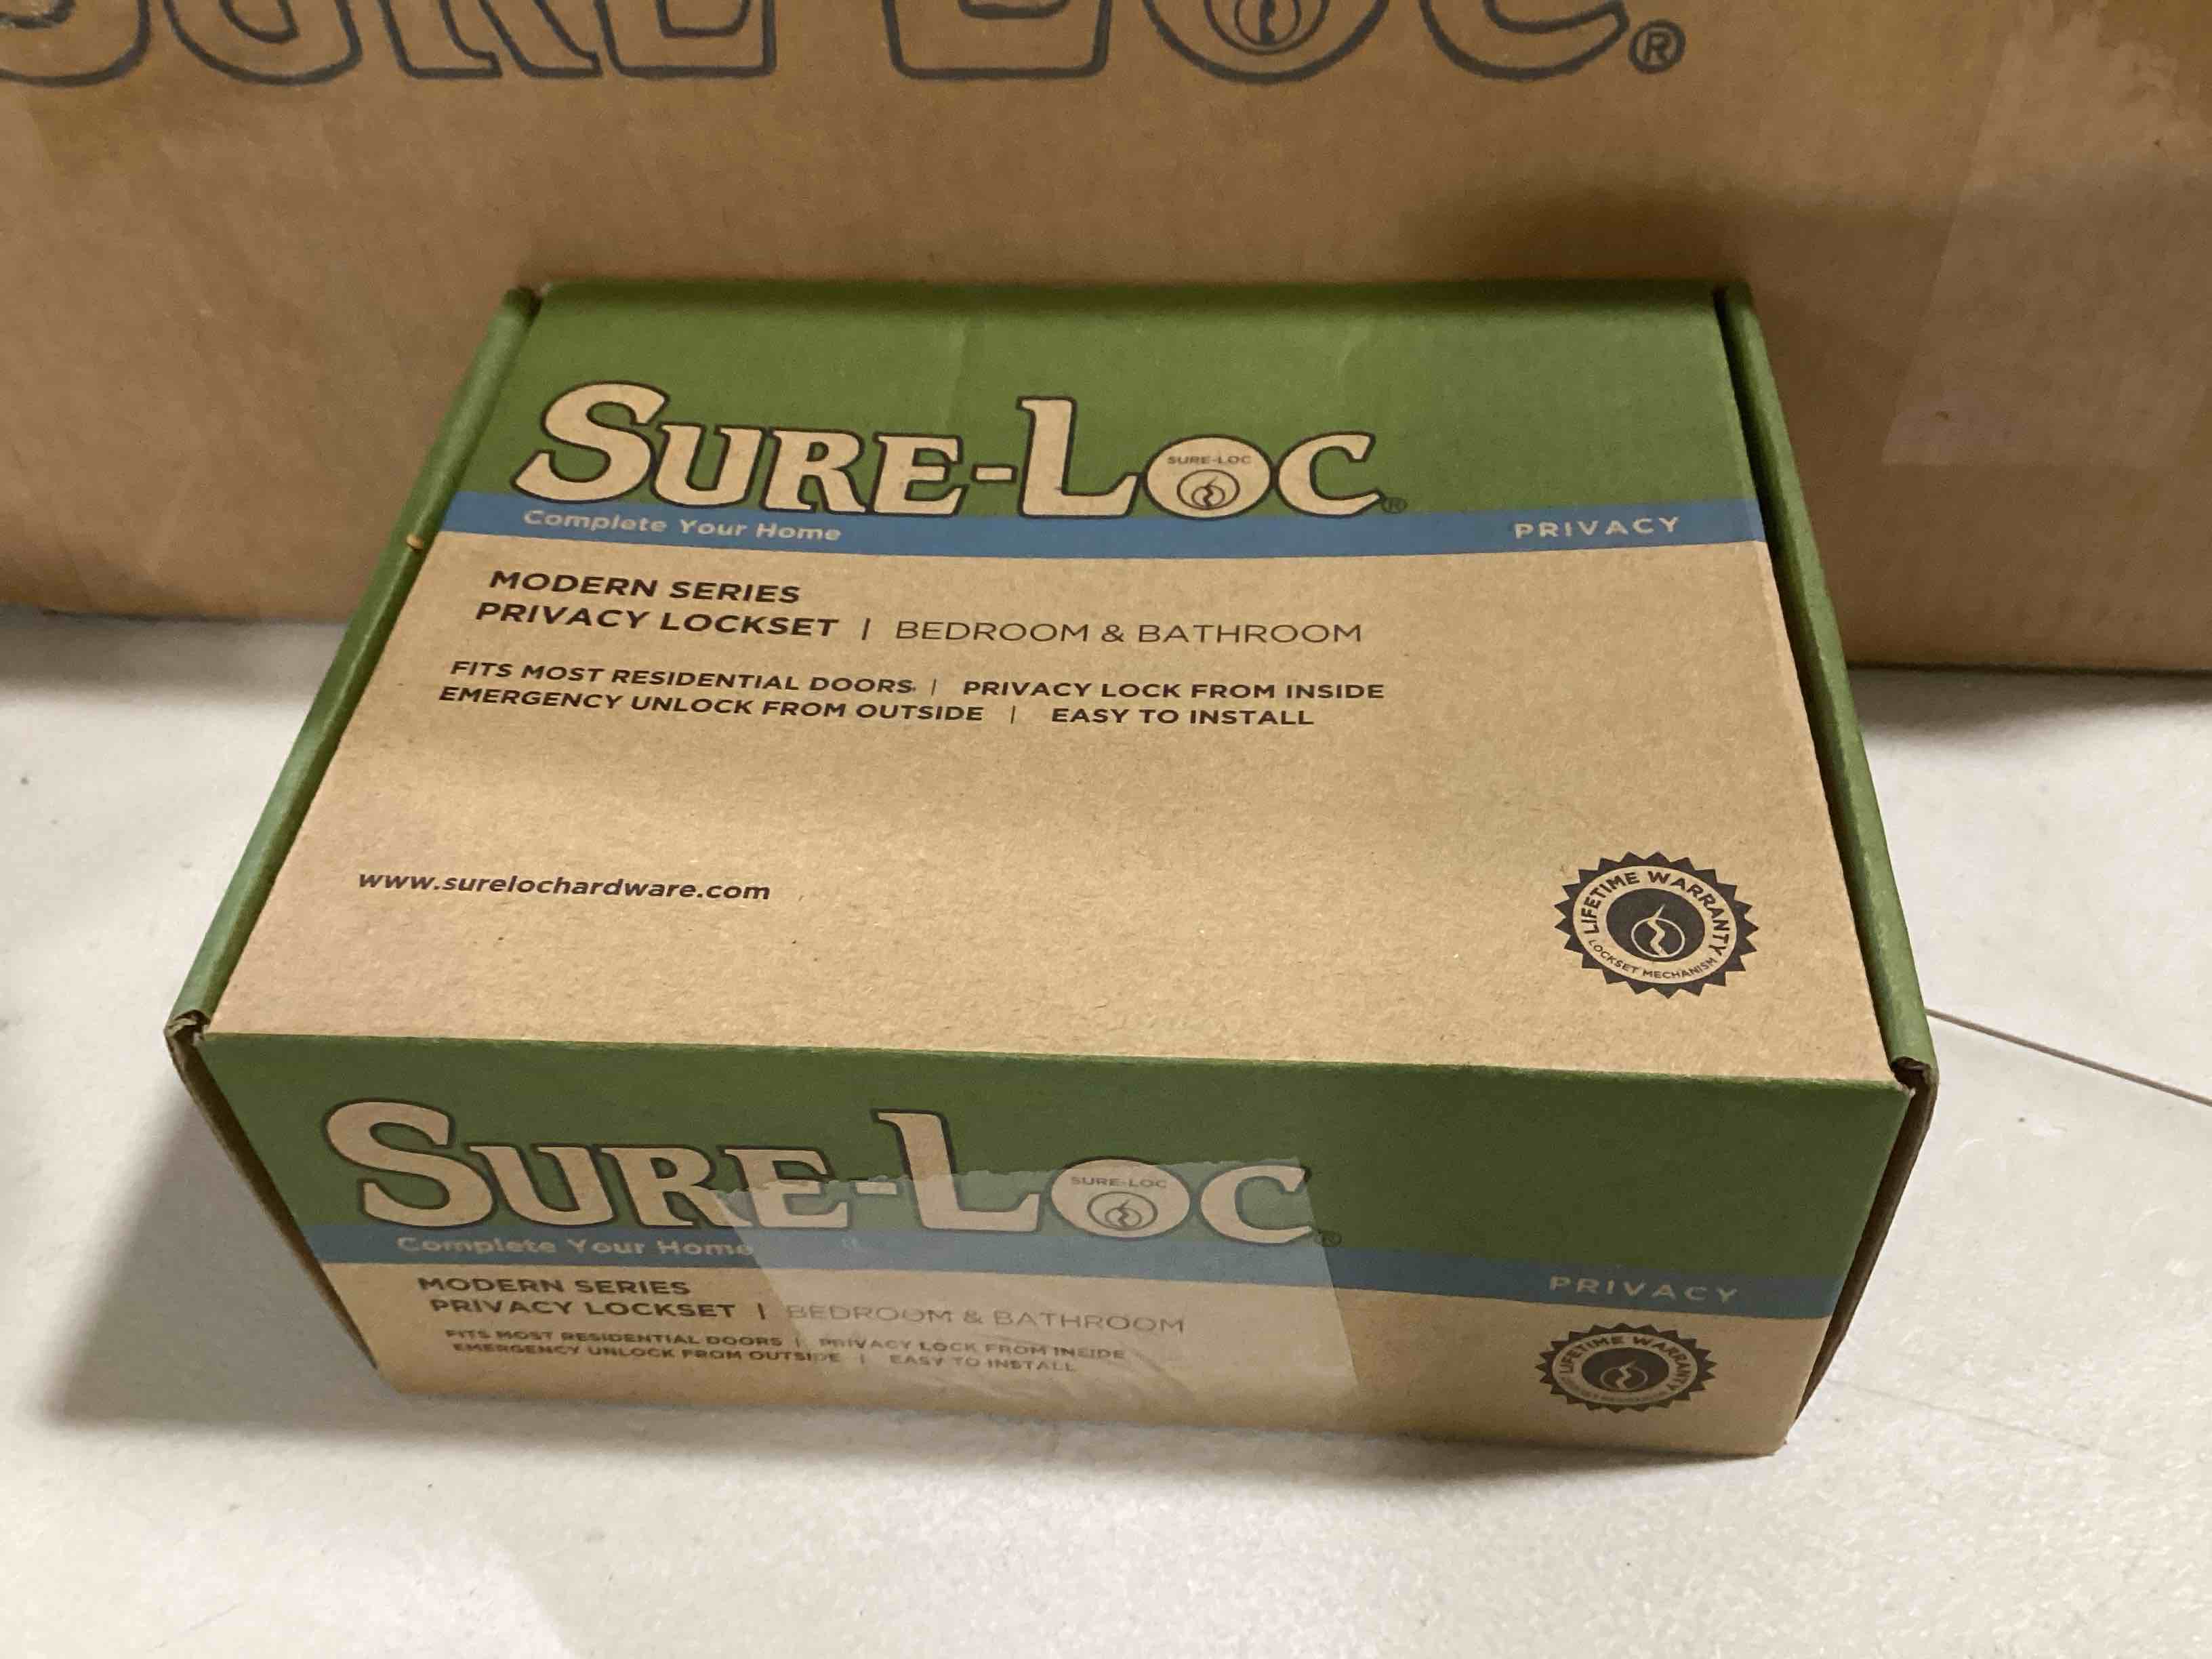 SURE-LOC®
SURE-LOC®
SURE-LOC
Complete Your Home
PRIVACY
MODERN SERIES
PRIVACY LOCKSET | BEDROOM & BATHROOM
FITS MOST RESIDENTIAL DOORS | PRIVACY LOCK FROM INSIDE
EMERGENCY UNLOCK FROM OUTSIDE | EASY TO INSTALL
www.surelochardware.com
LIFETIME WARRANTY
LOCKSET MECHANISM
SURE-LOC®
SURE-LOC
Complete Your Home
PRIVACY
MODERN SERIES
PRIVACY LOCKSET | BEDROOM & BATHROOM
FITS MOST RESIDENTIAL DOORS | PRIVACY LOCK FROM INSIDE
EMERGENCY UNLOCK FROM OUTSIDE | EASY TO INSTALL
LIFETIME WARRANTY